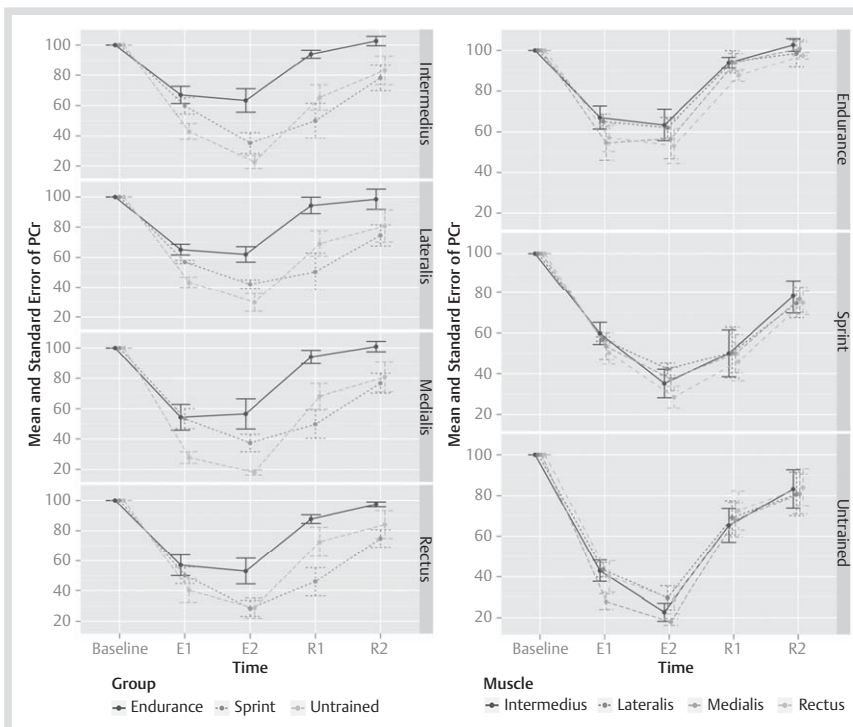 Mean and Standard Error of PCr
100
80
60
40
20
Intermedius
100
80
60
40
20
Lateralis
100
80
60
40
20
Medialis
100
80
60
40
20
Rectus
Baseline E1 E2 R1 R2
Time
Group
Endurance Sprint Untrained
Mean and Standard Error of PCr
100
80
60
40
20
Endurance
100
80
60
40
20
Sprint
100
80
60
40
20
Untrained
Baseline E1 E2 R1 R2
Time
Muscle
Intermedius Lateralis Medialis Rectus